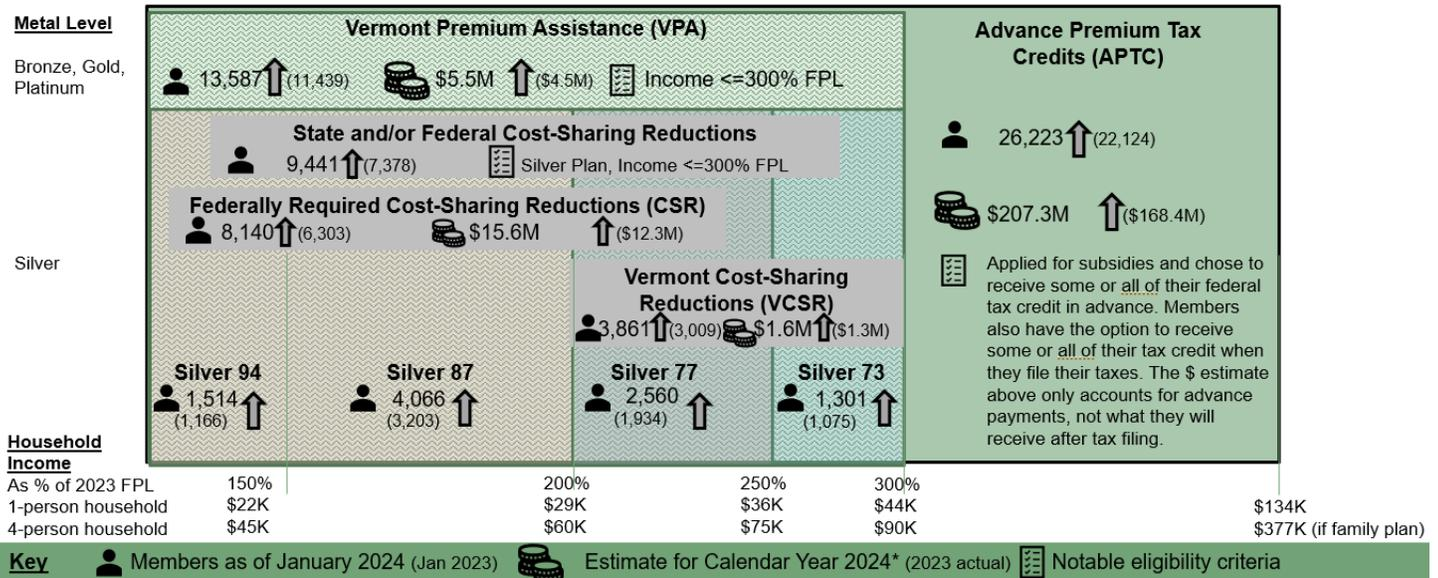 Metal Level
Bronze, Gold,
Platinum
Vermont Premium Assistance (VPA)
13,587 (11,439) $5.5M ($4.5M) Income <=300% FPL
Advance Premium Tax
Credits (APTC)
26,223 (22,124)
$207.3M ($168.4M)
Applied for subsidies and chose to
receive some or all of their federal
tax credit in advance. Members
also have the option to receive
some or all of their tax credit when
they file their taxes. The $ estimate
above only accounts for advance
payments, not what they will
receive after tax filing.
State and/or Federal Cost-Sharing Reductions
9,441 (7,378) Silver Plan, Income <=300% FPL
Federally Required Cost-Sharing Reductions (CSR)
8,140 (6,303) $15.6M ($12.3M)
Silver
Vermont Cost-Sharing
Reductions (VCSR)
3,861 (3,009) $1.6M ($1.3M)
Silver 94
1,514
(1,166)
Silver 87
4,066
(3,203)
Silver 77
2,560
(1,934)
Silver 73
1,301
(1,075)
Household
Income
As % of 2023 FPL 150% 200% 250% 300%
1-person household $22K $29K $36K $44K $134K
4-person household $45K $60K $75K $90K $377K (if family plan)
Key Members as of January 2024 (Jan 2023) Estimate for Calendar Year 2024* (2023 actual) Notable eligibility criteria